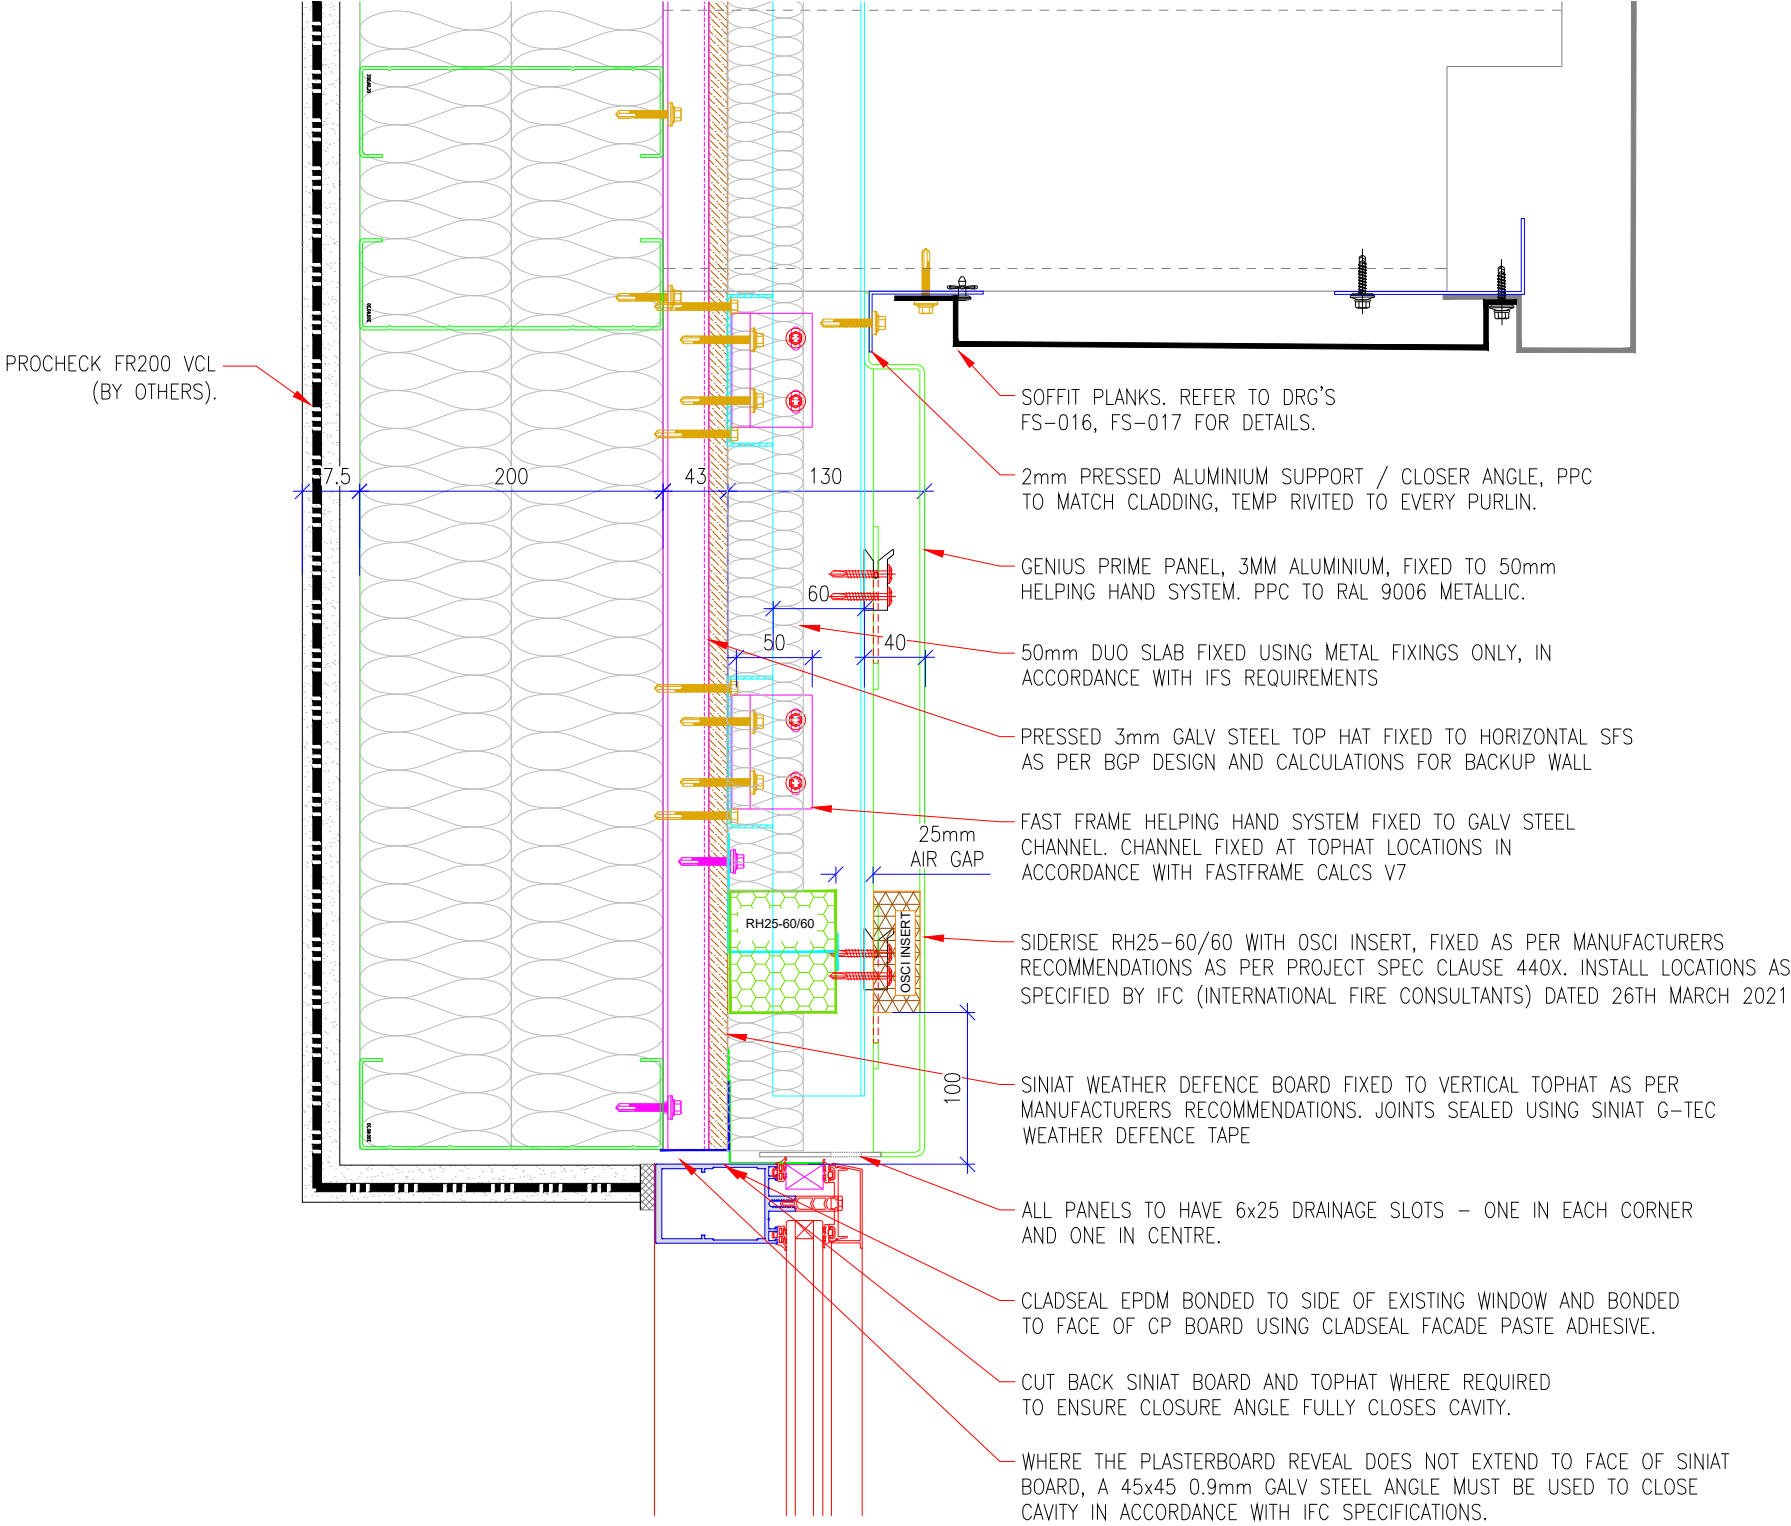 PROCHECK FR200 VCL
(BY OTHERS).
7.5
200
43
130
SOFFIT PLANKS. REFER TO DRG'S
FS-016, FS-017 FOR DETAILS.
2mm PRESSED ALUMINIUM SUPPORT / CLOSER ANGLE, PPC
TO MATCH CLADDING, TEMP RIVITED TO EVERY PURLIN.
GENIUS PRIME PANEL, 3MM ALUMINIUM, FIXED TO 50mm
HELPING HAND SYSTEM. PPC TO RAL 9006 METALLIC.
60
50
40
50mm DUO SLAB FIXED USING METAL FIXINGS ONLY, IN
ACCORDANCE WITH IFS REQUIREMENTS
PRESSED 3mm GALV STEEL TOP HAT FIXED TO HORIZONTAL SFS
AS PER BGP DESIGN AND CALCULATIONS FOR BACKUP WALL
FAST FRAME HELPING HAND SYSTEM FIXED TO GALV STEEL
CHANNEL. CHANNEL FIXED AT TOPHAT LOCATIONS IN
ACCORDANCE WITH FASTFRAME CALCS V7
25mm
AIR GAP
RH25-60/60
OSCI INSERT
SIDERISE RH25-60/60 WITH OSCI INSERT, FIXED AS PER MANUFACTURERS
RECOMMENDATIONS AS PER PROJECT SPEC CLAUSE 440X. INSTALL LOCATIONS AS
SPECIFIED BY IFC (INTERNATIONAL FIRE CONSULTANTS) DATED 26TH MARCH 2021
100
SINIAT WEATHER DEFENCE BOARD FIXED TO VERTICAL TOPHAT AS PER
MANUFACTURERS RECOMMENDATIONS. JOINTS SEALED USING SINIAT G-TEC
WEATHER DEFENCE TAPE
ALL PANELS TO HAVE 6x25 DRAINAGE SLOTS - ONE IN EACH CORNER
AND ONE IN CENTRE.
CLADSEAL EPDM BONDED TO SIDE OF EXISTING WINDOW AND BONDED
TO FACE OF CP BOARD USING CLADSEAL FACADE PASTE ADHESIVE.
CUT BACK SINIAT BOARD AND TOPHAT WHERE REQUIRED
TO ENSURE CLOSURE ANGLE FULLY CLOSES CAVITY.
WHERE THE PLASTERBOARD REVEAL DOES NOT EXTEND TO FACE OF SINIAT
BOARD, A 45x45 0.9mm GALV STEEL ANGLE MUST BE USED TO CLOSE
CAVITY IN ACCORDANCE WITH IFC SPECIFICATIONS.